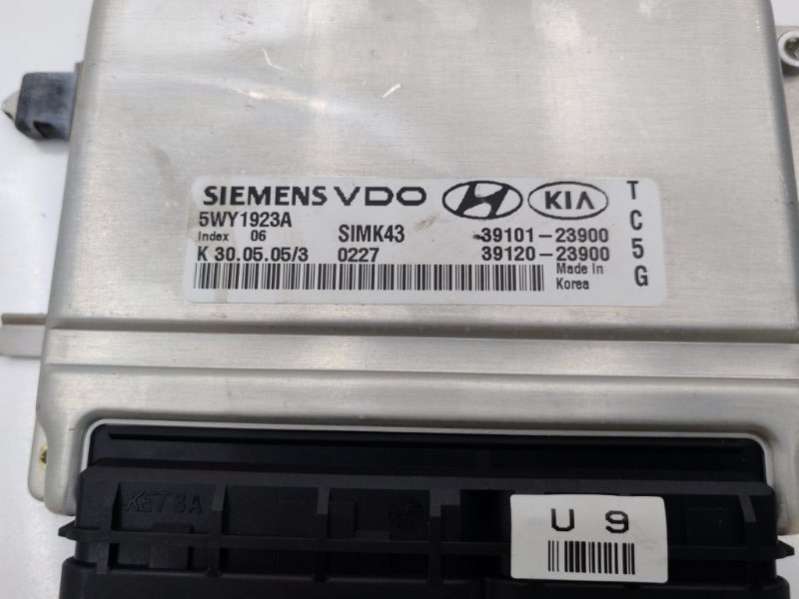 SIEMENS VDO KIA
5WY1923A
Index 06 SIMK43 39101-23900
K 30.05.05/3 0227 39120-23900
Made In
Korea
T
C
5
G
U 9